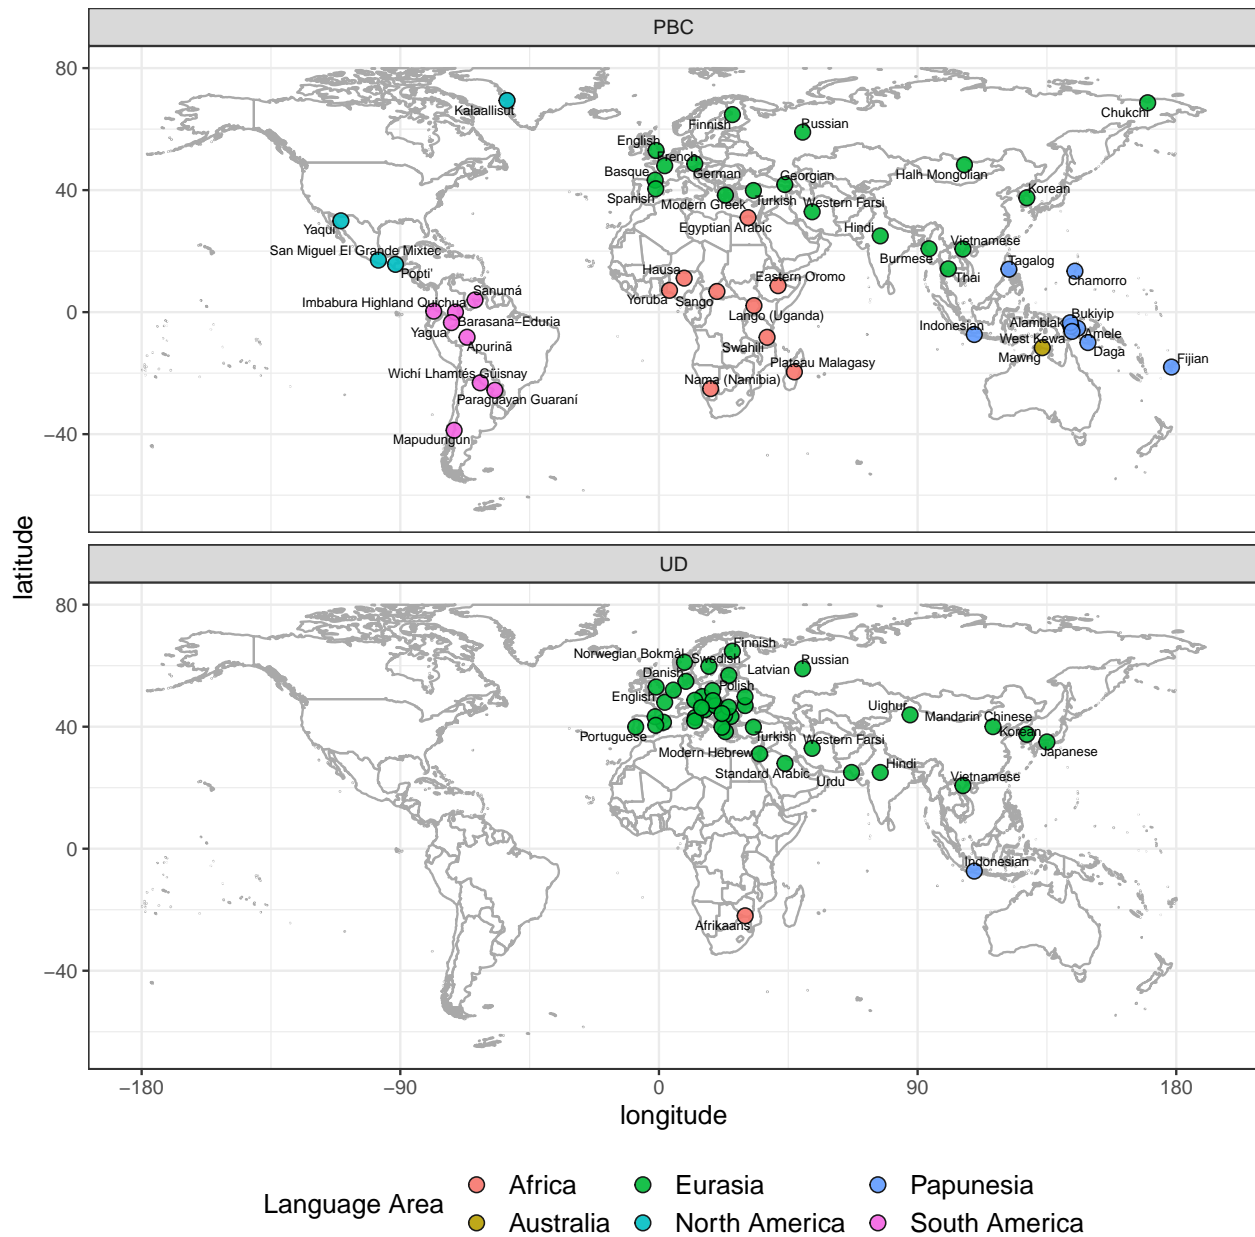 PBC
80
Kalaallisut
Chukchi
Finnish
Russian
English
French
German
Basque
Georgian
Halh Mongolian
40
Spanish
Modern Greek
Turkish
Western Farsi
Korean
Yaqui
Egyptian Arabic
Hindi
San Miguel El Grande Mixtec
Vietnamese
Burmese
Popti'
Hausa
Eastern Oromo
Thai
Tagalog
Chamorro
Sanumá
Imbabura Highland Quichua
Yoruba
Sango
0
Lango (Uganda)
Bukiyip
Barasana−Eduria
Alamblak
Indonesian
Yagua
Amele
West Kewa
Apurinã
Swahili
Mawng
Daga
Plateau Malagasy
Fijian
Wichí Lhamtés Güisnay
Nama (Namibia)
Paraguayan Guaraní
−40
Mapudungun
latitude
UD
80
Finnish
Norwegian Bokmål
Swedish
Latvian
Russian
Danish
Polish
English
Uighur
Mandarin Chinese
40
Portuguese
Turkish
Western Farsi
Korean
Japanese
Modern Hebrew
Standard Arabic
Urdu
Hindi
Vietnamese
0
Indonesian
Afrikaans
−40
−180
−90
0
90
180
longitude
Language Area
Africa
Eurasia
Papunesia
Australia
North America
South America